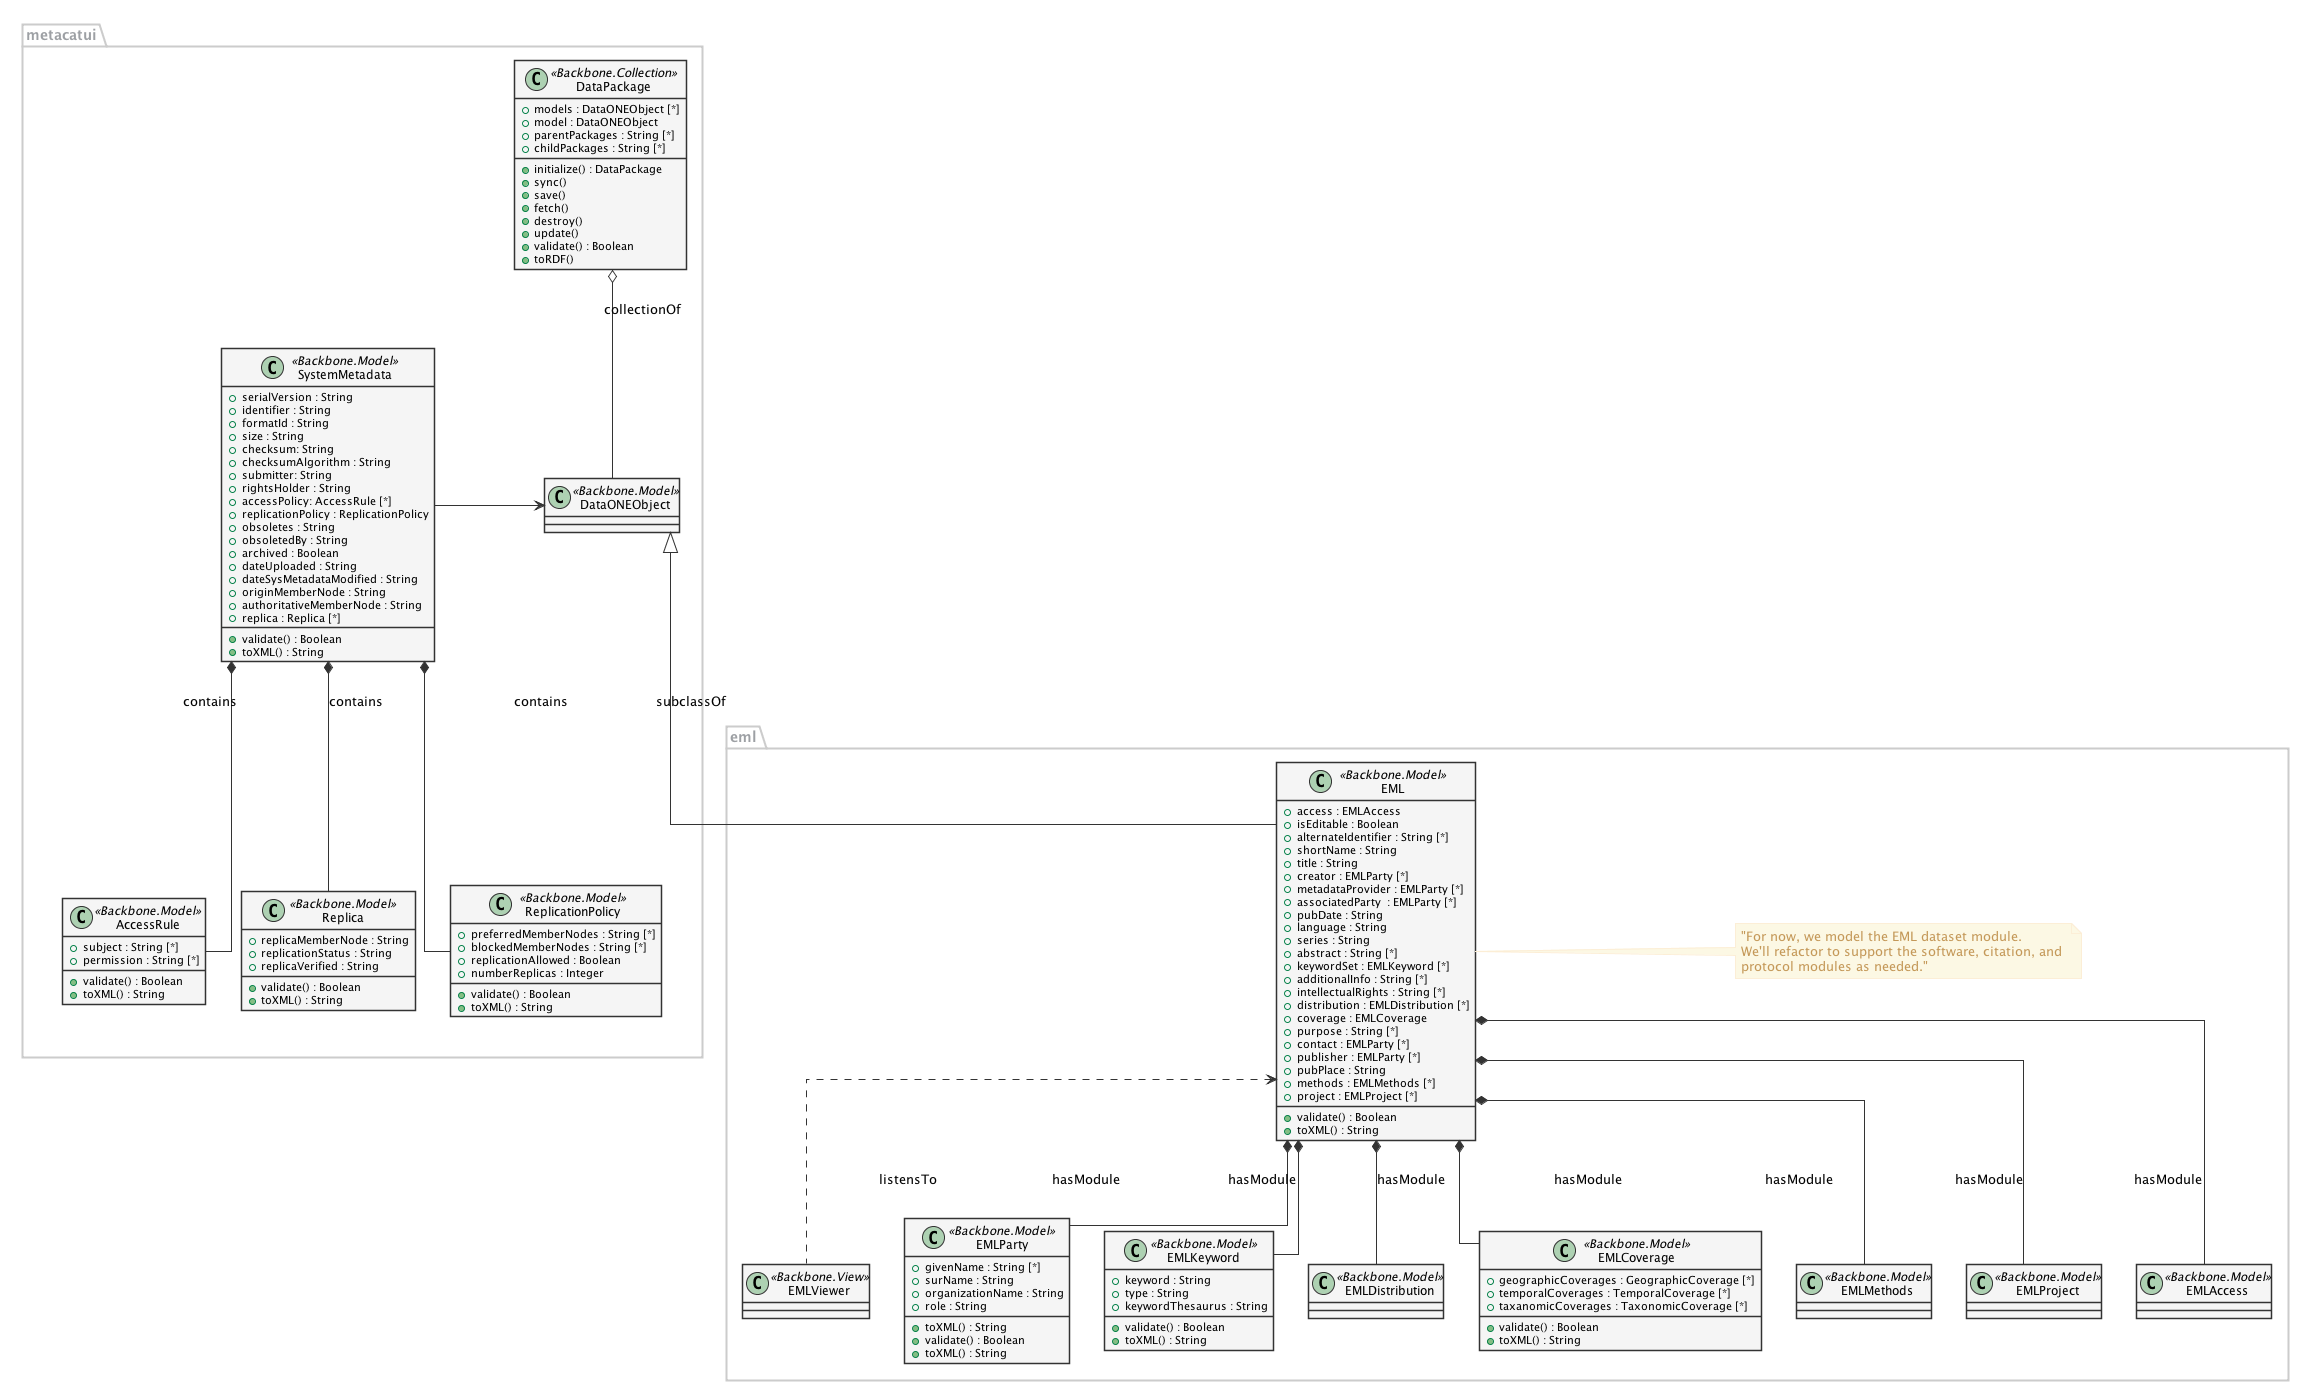 metacatui
C
«Backbone.Collection»
DataPackage
models : DataONEObject [*]
model : DataONEObject
parentPackages : String [*]
childPackages : String [*]
initialize() : DataPackage
sync()
save()
fetch()
destroy()
update()
validate() : Boolean
toRDF()
collectionOf
C
«Backbone.Model»
SystemMetadata
serialVersion : String
identifier : String
formatId : String
size : String
checksum: String
checksumAlgorithm : String
submitter: String
rightsHolder : String
accessPolicy: AccessRule [*]
replicationPolicy : ReplicationPolicy
obsoletes : String
obsoletedBy : String
archived : Boolean
dateUploaded : String
dateSysMetadataModified : String
originMemberNode : String
authoritativeMemberNode : String
replica : Replica [*]
validate() : Boolean
toXML() : String
C
«Backbone.Model»
DataONEObject
contains
contains
contains
subclassOf
C
«Backbone.Model»
AccessRule
subject : String [*]
permission : String [*]
validate() : Boolean
toXML() : String
C
«Backbone.Model»
Replica
replicaMemberNode : String
replicationStatus : String
replicaVerified : String
validate() : Boolean
toXML() : String
C
«Backbone.Model»
ReplicationPolicy
preferredMemberNodes : String [*]
blockedMemberNodes : String [*]
replicationAllowed : Boolean
numberReplicas : Integer
validate() : Boolean
toXML() : String
eml
C
«Backbone.Model»
EML
access : EMLAccess
isEditable : Boolean
alternateIdentifier : String [*]
shortName : String
title : String
creator : EMLParty [*]
metadataProvider : EMLParty [*]
associatedParty  : EMLParty [*]
pubDate : String
language : String
series : String
abstract : String [*]
keywordSet : EMLKeyword [*]
additionalInfo : String [*]
intellectualRights : String [*]
distribution : EMLDistribution [*]
coverage : EMLCoverage
purpose : String [*]
contact : EMLParty [*]
publisher : EMLParty [*]
pubPlace : String
methods : EMLMethods [*]
project : EMLProject [*]
validate() : Boolean
toXML() : String
"For now, we model the EML dataset module.
We'll refactor to support the software, citation, and
protocol modules as needed."
listensTo
hasModule
hasModule
hasModule
hasModule
hasModule
hasModule
hasModule
C
«Backbone.View»
EMLViewer
C
«Backbone.Model»
EMLParty
givenName : String [*]
surName : String
organizationName : String
role : String
toXML() : String
validate() : Boolean
toXML() : String
C
«Backbone.Model»
EMLKeyword
keyword : String
type : String
keywordThesaurus : String
validate() : Boolean
toXML() : String
C
«Backbone.Model»
EMLDistribution
C
«Backbone.Model»
EMLCoverage
geographicCoverages : GeographicCoverage [*]
temporalCoverages : TemporalCoverage [*]
taxanomicCoverages : TaxonomicCoverage [*]
validate() : Boolean
toXML() : String
C
«Backbone.Model»
EMLMethods
C
«Backbone.Model»
EMLProject
C
«Backbone.Model»
EMLAccess